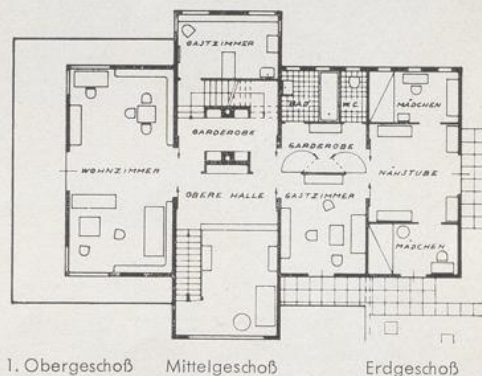 GASTZIMMER
BAD
W.C.
MÄDCHEN
GARDEROBE
GARDEROBE
WOHNZIMMER
NÄHSTUBE
OBERE HALLE
GASTZIMMER
MÄDCHEN
1. Obergeschoß Mittelgeschoß Erdgeschoß